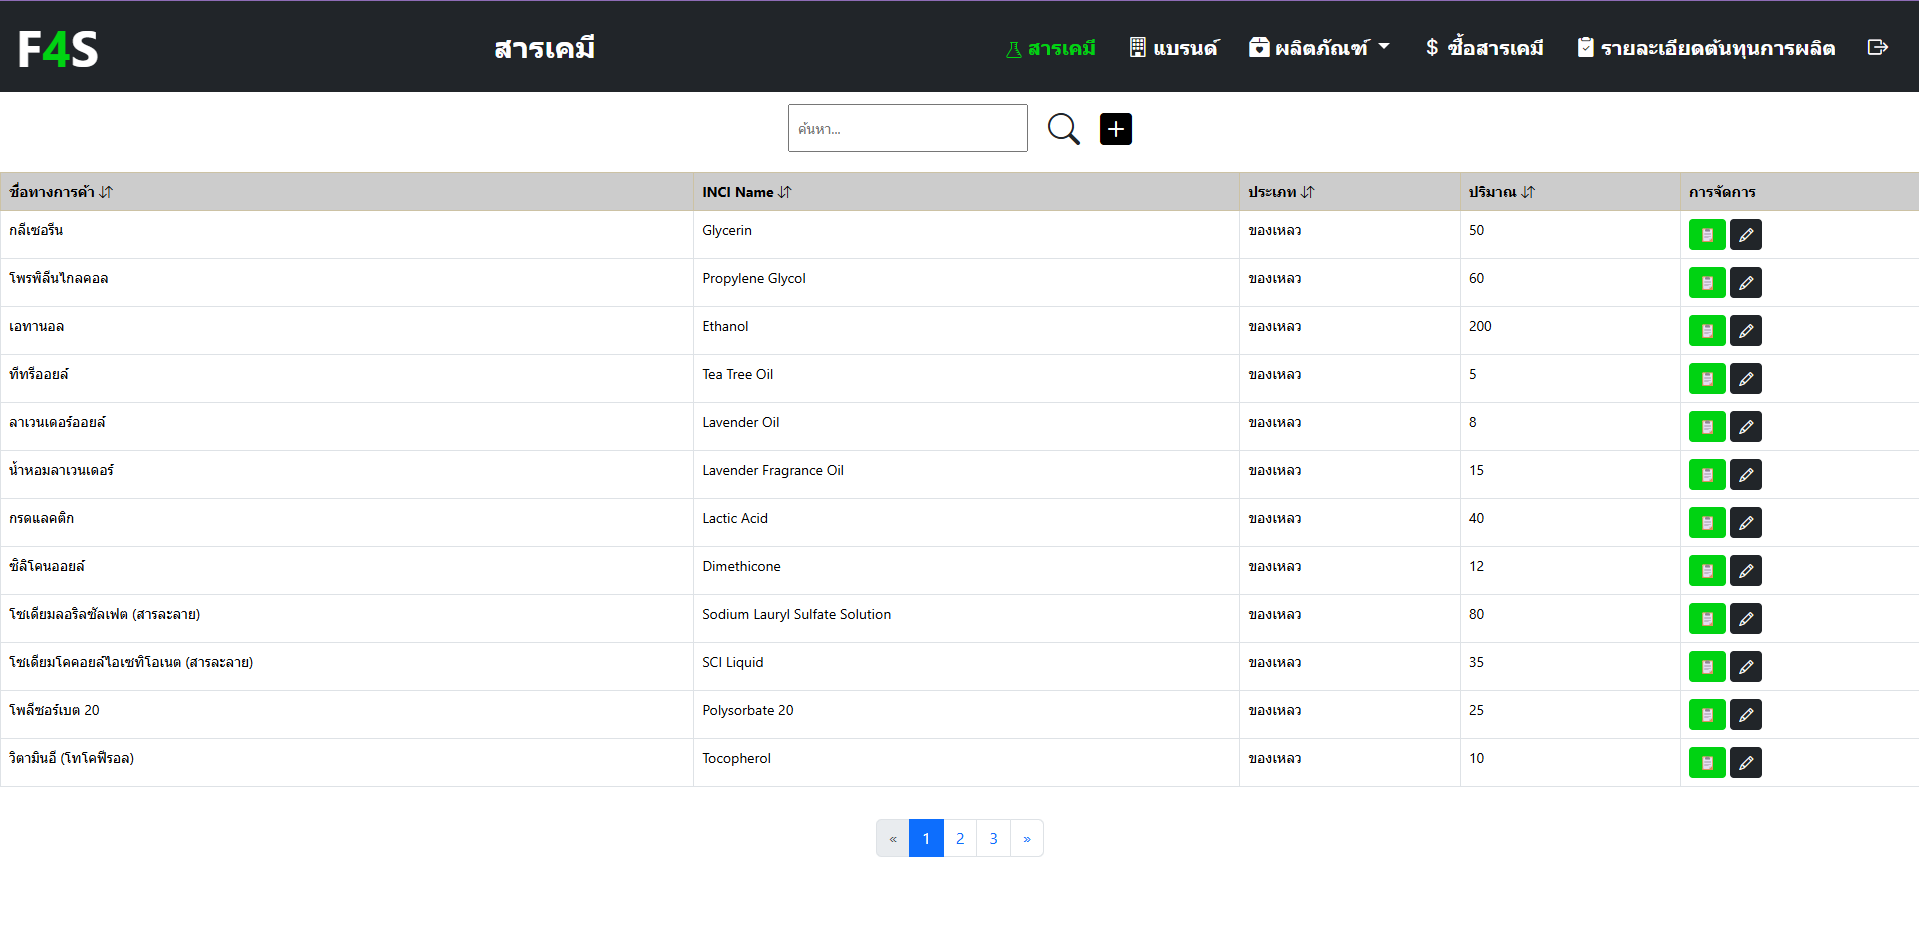 F4S สารเคมี สารเคมี แบรนด์ ผลิตภัณฑ์ $ ซื้อสารเคมี รายละเอียดต้นทุนการผลิต
ค้นหา...
ชื่อทางการค้า INCI Name ประเภท ปริมาณ การจัดการ
กลีเซอรีน Glycerin ของเหลว 50
โพรพิลีนไกลคอล Propylene Glycol ของเหลว 60
เอทานอล Ethanol ของเหลว 200
ทีทรีออยล์ Tea Tree Oil ของเหลว 5
ลาเวนเดอร์ออยล์ Lavender Oil ของเหลว 8
น้ำหอมลาเวนเดอร์ Lavender Fragrance Oil ของเหลว 15
กรดแลคติก Lactic Acid ของเหลว 40
ซิลิโคนออยล์ Dimethicone ของเหลว 12
โซเดียมลอริลซัลเฟต (สารละลาย) Sodium Lauryl Sulfate Solution ของเหลว 80
โซเดียมโคคอยล์ไอเซทิโอเนต (สารละลาย) SCI Liquid ของเหลว 35
โพลีซอร์เบต 20 Polysorbate 20 ของเหลว 25
วิตามินอี (โทโคฟีรอล) Tocopherol ของเหลว 10
« 1 2 3 »